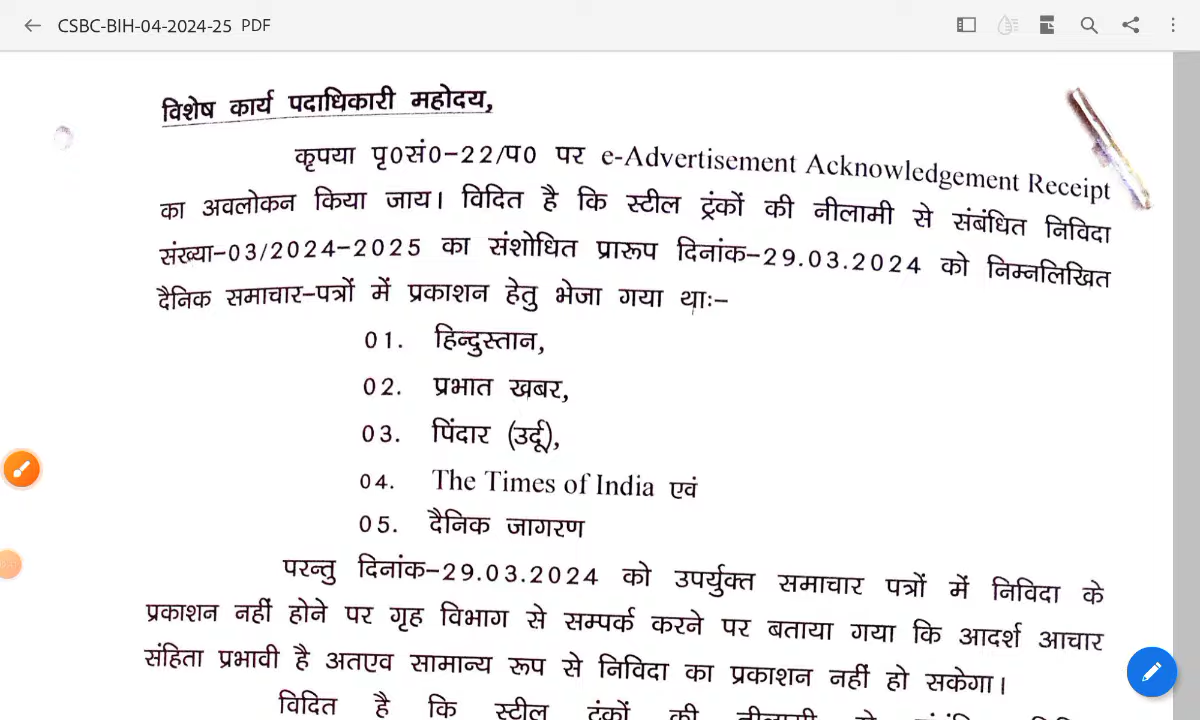 CSBC-BIH-04-2024-25 PDF
विशेष कार्य पदाधिकारी महोदय,
कृपया पृ0सं0-22/प0 पर e-Advertisement Acknowledgement Receipt
का अवलोकन किया जाय। विदित है कि स्टील ट्रंकों की नीलामी से संबंधित निविदा
संख्या-03/2024-2025 का संशोधित प्रारूप दिनांक-29.03.2024 को निम्नलिखित
दैनिक समाचार-पत्रों में प्रकाशन हेतु भेजा गया थाः-
01. हिन्दुस्तान,
02. प्रभात खबर,
03. पिंदार (उर्दू),
04. The Times of India एवं
05. दैनिक जागरण
परन्तु दिनांक-29.03.2024 को उपर्युक्त समाचार पत्रों में निविदा के
प्रकाशन नहीं होने पर गृह विभाग से सम्पर्क करने पर बताया गया कि आदर्श आचार
संहिता प्रभावी है अतएव सामान्य रूप से निविदा का प्रकाशन नहीं हो सकेगा।
विदित है कि स्टील ट्रंकों की नीलामी से संबंधित